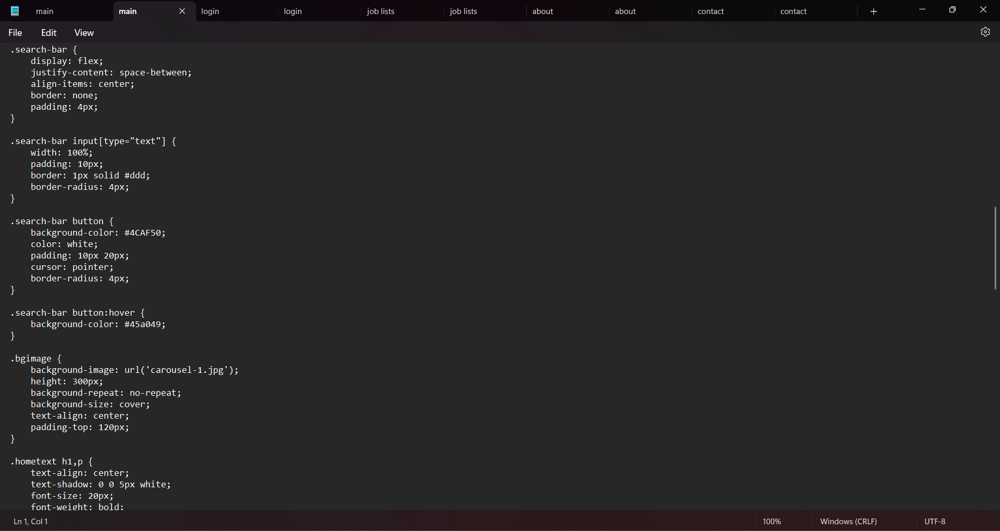 main
main
login
login
job lists
job lists
about
about
contact
contact
File
Edit
View
.search-bar {
    display: flex;
    justify-content: space-between;
    align-items: center;
    border: none;
    padding: 4px;
}
.search-bar input[type="text"] {
    width: 100%;
    padding: 10px;
    border: 1px solid #ddd;
    border-radius: 4px;
}
.search-bar button {
    background-color: #4CAF50;
    color: white;
    padding: 10px 20px;
    cursor: pointer;
    border-radius: 4px;
}
.search-bar button:hover {
    background-color: #45a049;
}
.bgimage {
    background-image: url('carousel-1.jpg');
    height: 300px;
    background-repeat: no-repeat;
    background-size: cover;
    text-align: center;
    padding-top: 120px;
}
.hometext h1,p {
    text-align: center;
    text-shadow: 0 0 5px white;
    font-size: 20px;
    font-weight: bold;
Ln 1, Col 1
100%
Windows (CRLF)
UTF-8